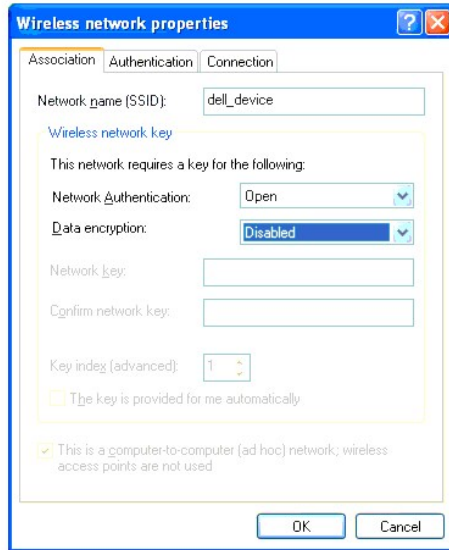 Wireless network properties
Association Authentication Connection
Network name (SSID): dell_device
Wireless network key
This network requires a key for the following:
Network Authentication: Open
Data encryption: Disabled
Network key:
Confirm network key:
Key index (advanced): 1
The key is provided for me automatically
This is a computer-to-computer (ad hoc) network; wireless
access points are not used
OK Cancel